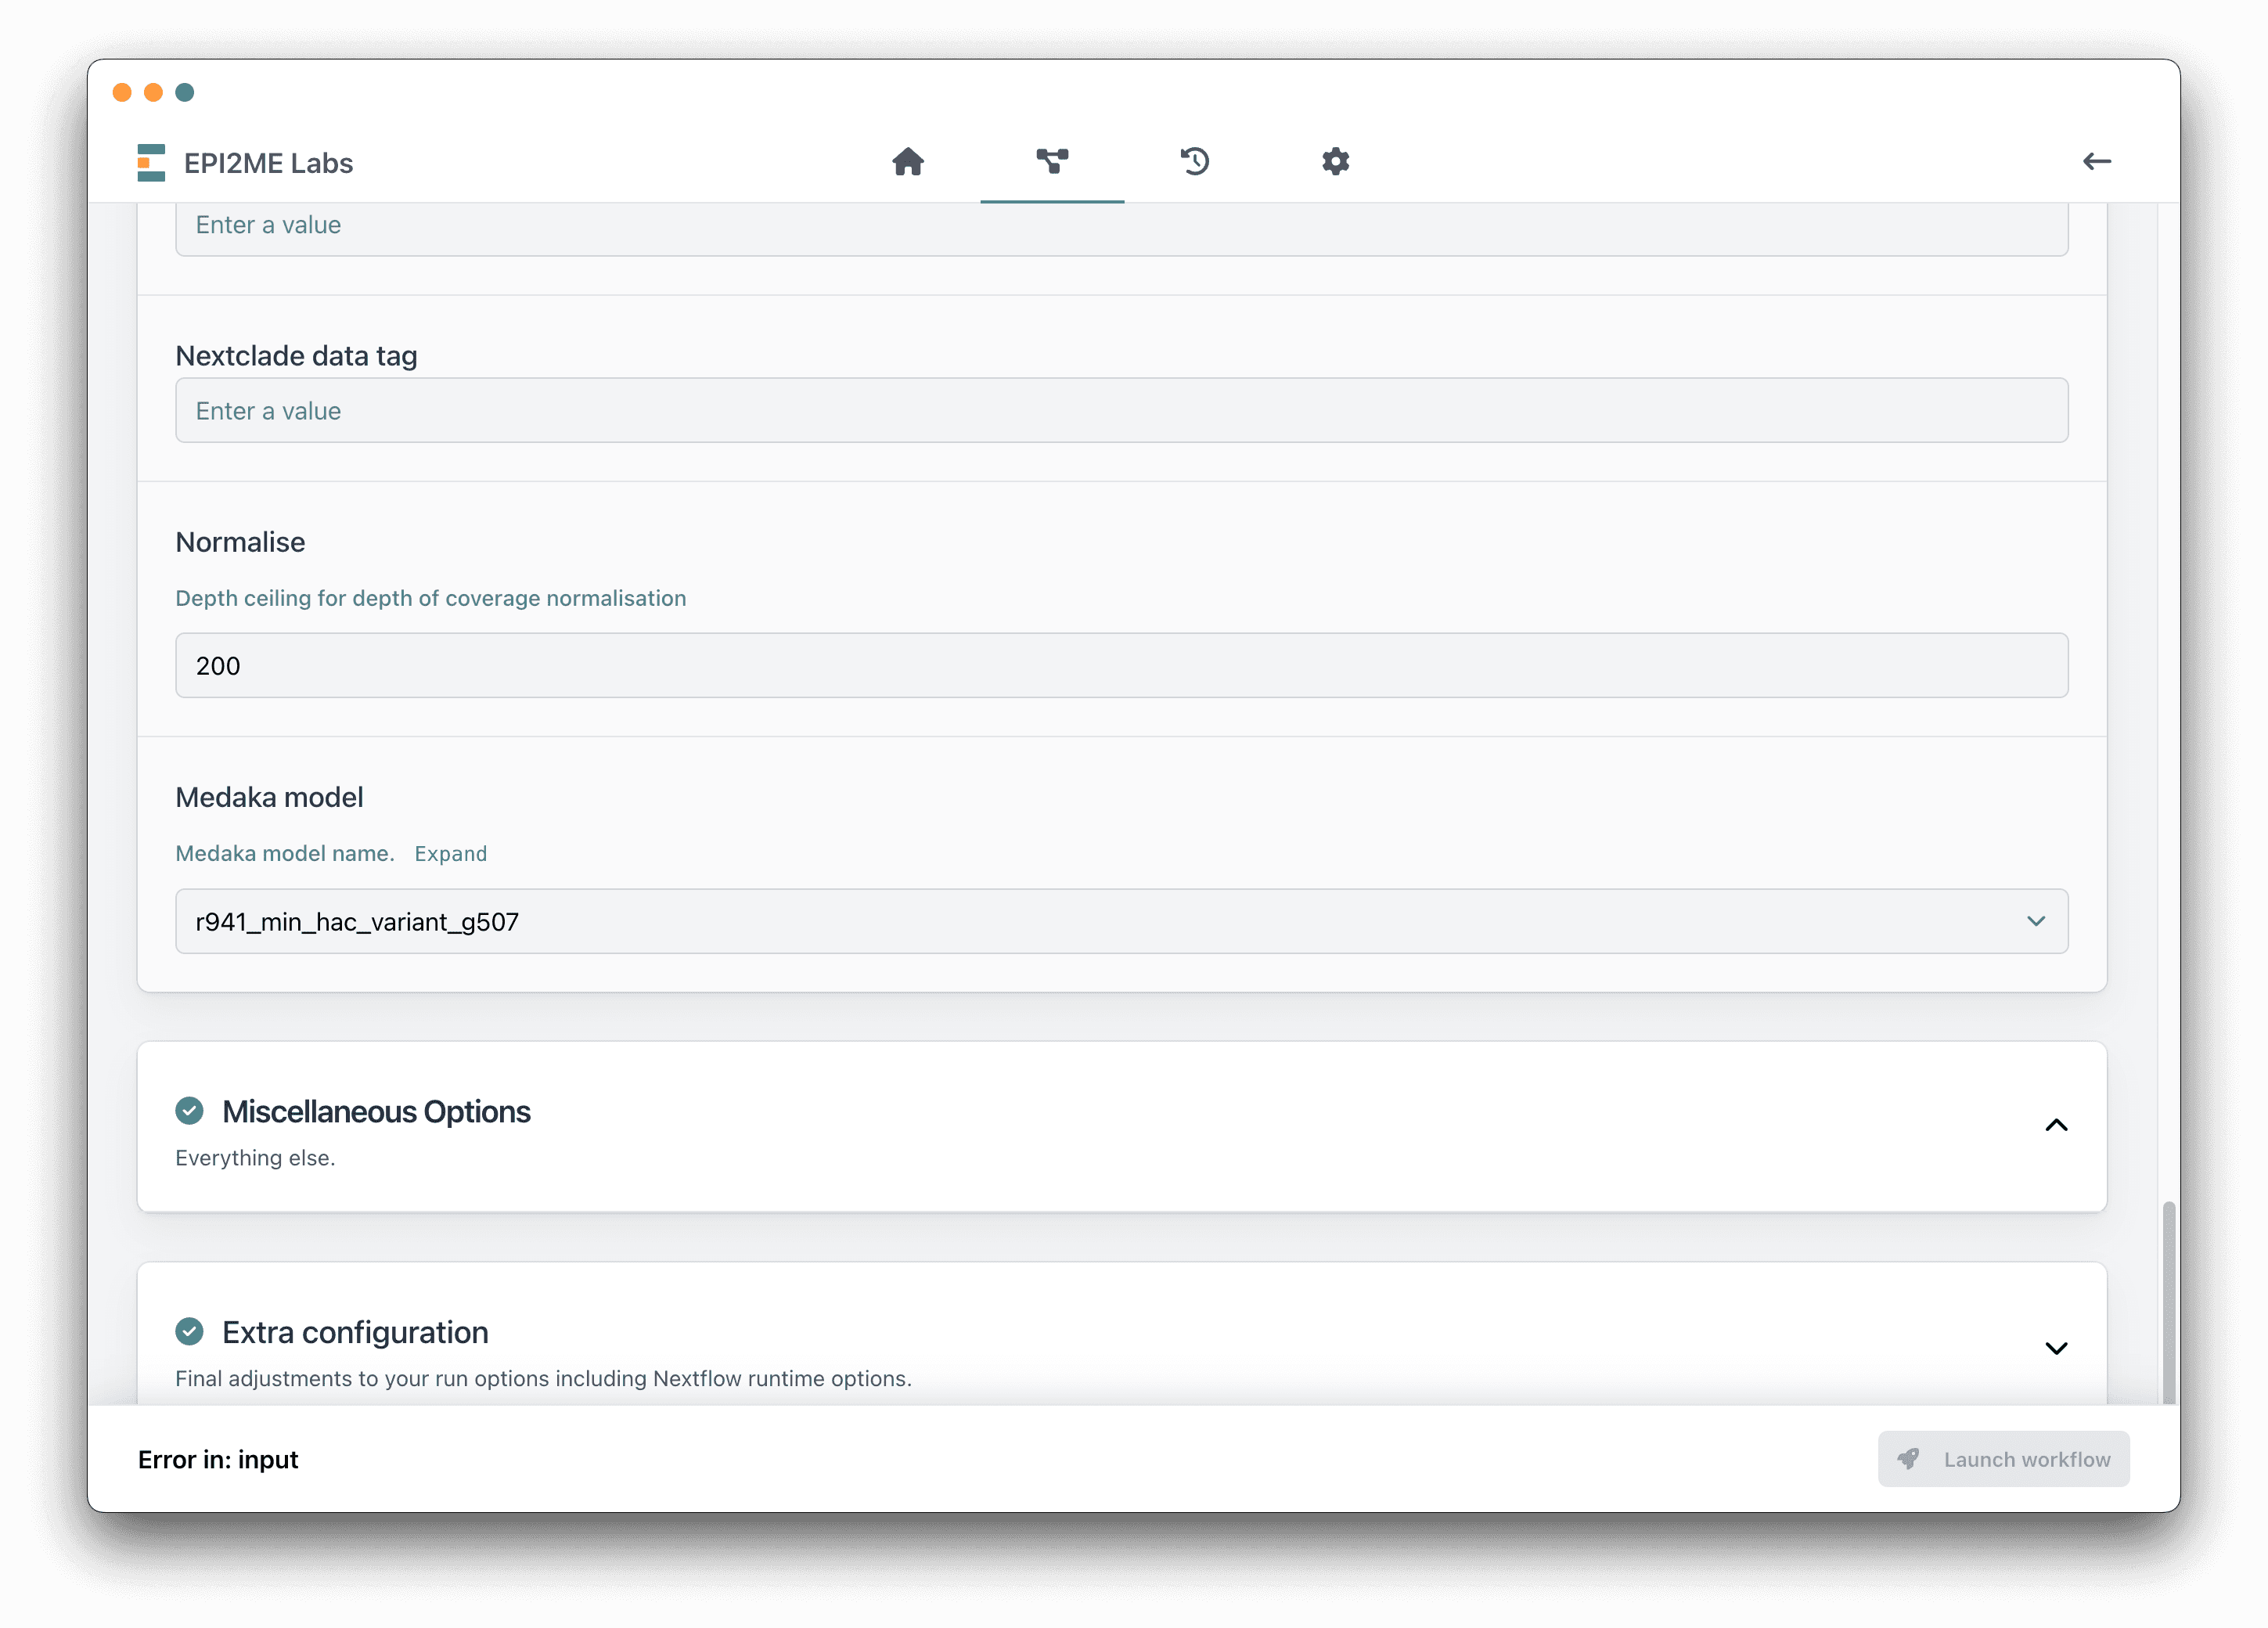 EPI2ME Labs
Enter a value
Nextclade data tag
Enter a value
Normalise
Depth ceiling for depth of coverage normalisation
200
Medaka model
Medaka model name. Expand
r941_min_hac_variant_g507
Miscellaneous Options
Everything else.
Extra configuration
Final adjustments to your run options including Nextflow runtime options.
Error in: input
Launch workflow